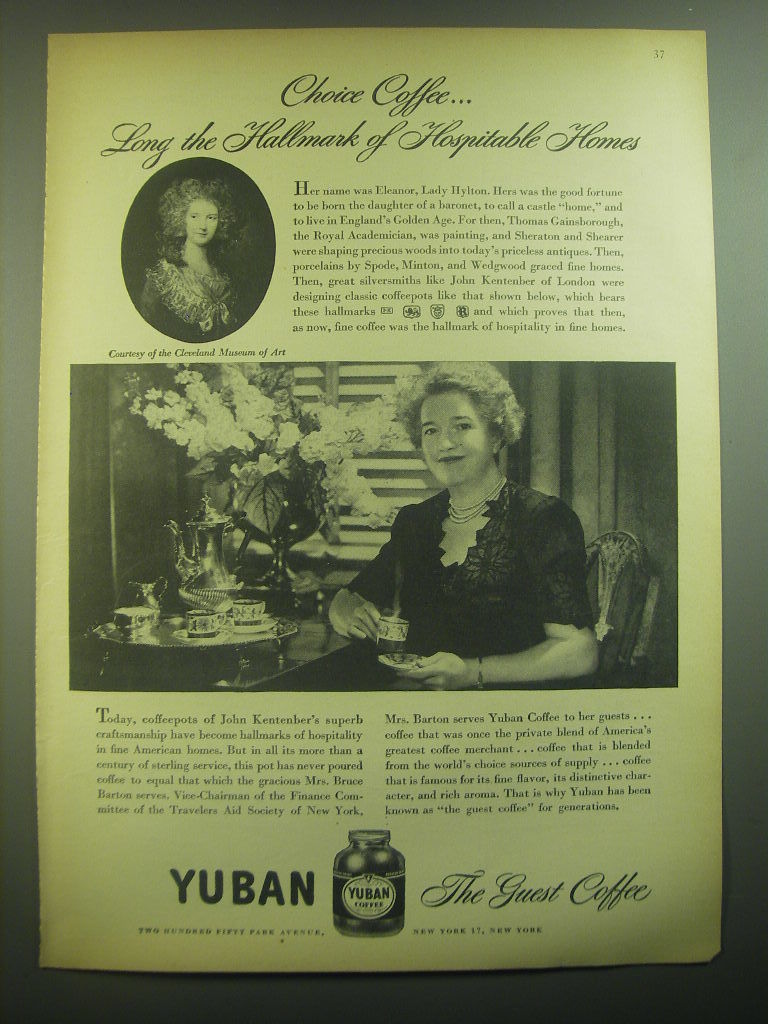 37
Choice Coffee...
Long the Hallmark of Hospitable Homes
Her name was Eleanor, Lady Hylton. Hers was the good fortune
to be born the daughter of a baronet, to call a castle "home," and
to live in England's Golden Age. For then, Thomas Gainsborough,
the Royal Academician, was painting, and Sheraton and Shearer
were shaping precious woods into today's priceless antiques. Then,
porcelains by Spode, Minton, and Wedgwood graced fine homes.
Then, great silversmiths like John Kentenber of London were
designing classic coffeepots like that shown below, which bears
these hallmarks and which proves that then,
as now, fine coffee was the hallmark of hospitality in fine homes.
Courtesy of the Cleveland Museum of Art
Today, coffeepots of John Kentenber's superb
craftsmanship have become hallmarks of hospitality
in fine American homes. But in all its more than a
century of sterling service, this pot has never poured
coffee to equal that which the gracious Mrs. Bruce
Barton serves. Vice-Chairman of the Finance Com-
mittee of the Travelers Aid Society of New York,
Mrs. Barton serves Yuban Coffee to her guests . . .
coffee that was once the private blend of America's
greatest coffee merchant . . . coffee that is blended
from the world's choice sources of supply . . . coffee
that is famous for its fine flavor, its distinctive char-
acter, and rich aroma. That is why Yuban has been
known as "the guest coffee" for generations.
YUBAN
YUBAN
COFFEE
The Guest Coffee
TWO HUNDRED FIFTY PARK AVENUE, NEW YORK 17, NEW YORK